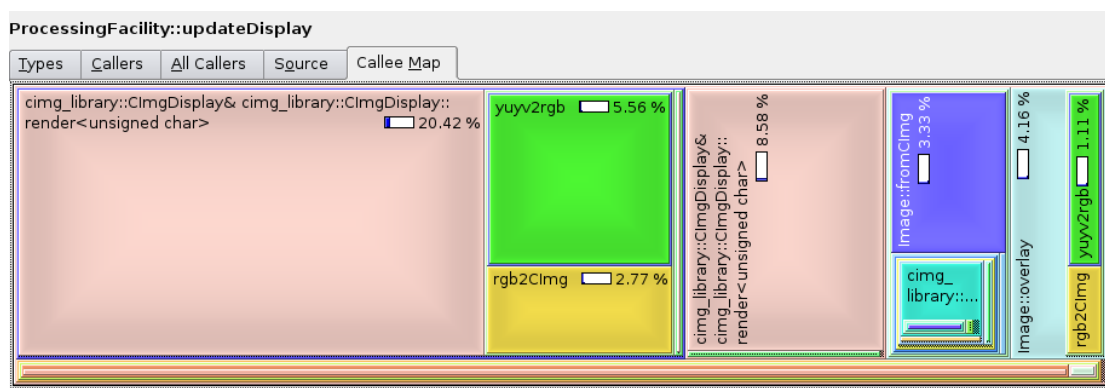 ProcessingFacility::updateDisplay
Types Callers All Callers Source Callee Map
cimg_library::CImgDisplay& cimg_library::CImgDisplay::
render<unsigned char> 20.42 %
yuyv2rgb 5.56 %
rgb2CImg 2.77 %
cimg_library::CImgDisplay&
cimg_library::CImgDisplay::
render<unsigned char> 8.58 %
Image::fromCImg
3.33 %
cimg_
library::...
Image::overlay 4.16 %
yuyv2rgb 1.11 %
rgb2CImg